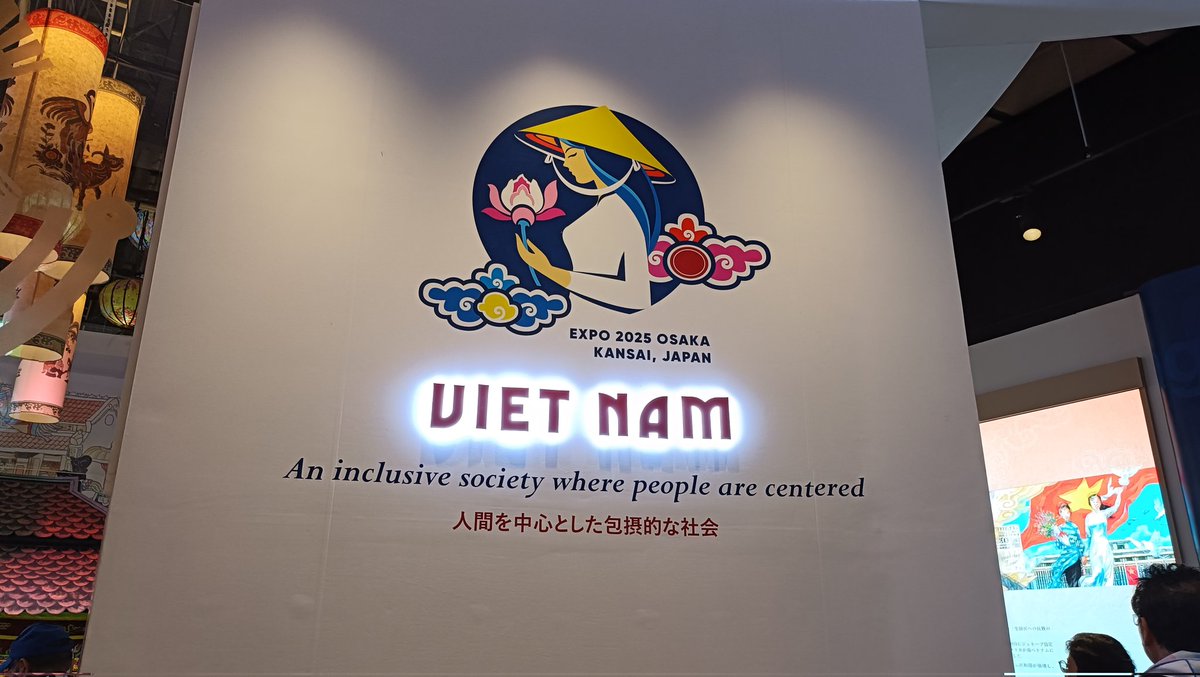 EXPO 2025 OSAKA
KANSAI, JAPAN
VIET NAM
An inclusive society where people are centered
人間を中心とした包摂的な社会